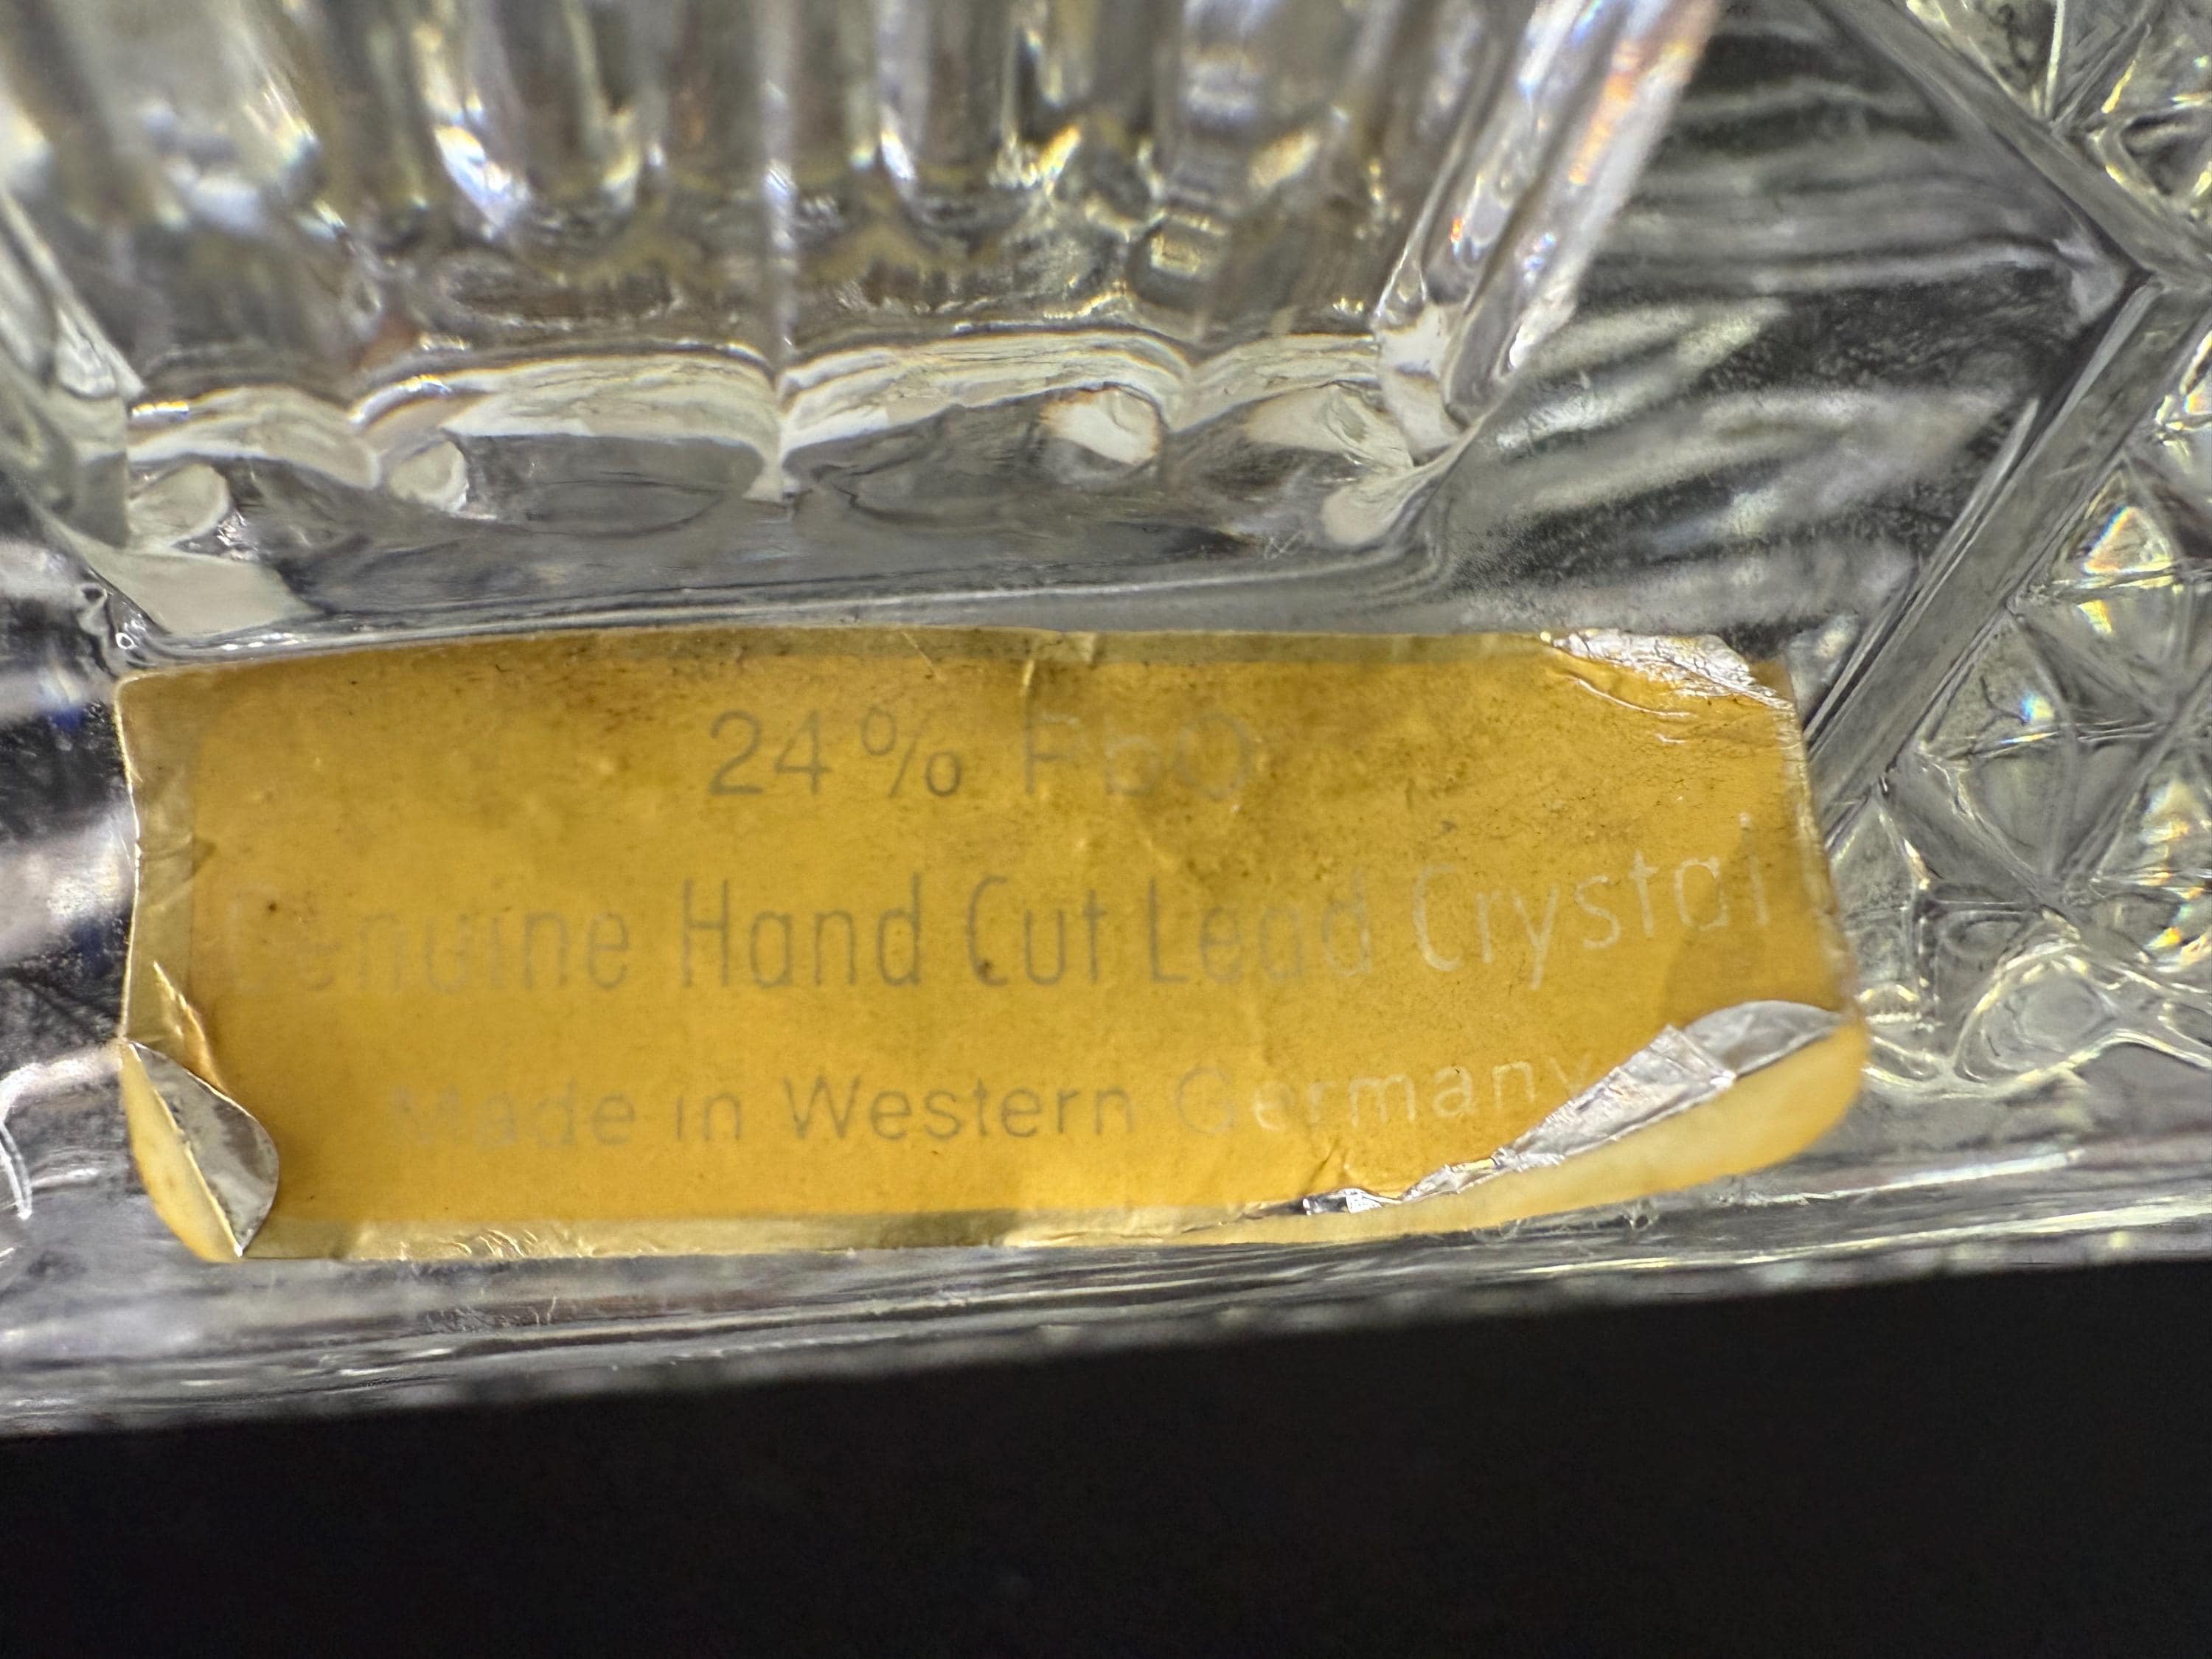 24% PbO
Genuine Hand Cut Lead Crystal
Made in Western Germany